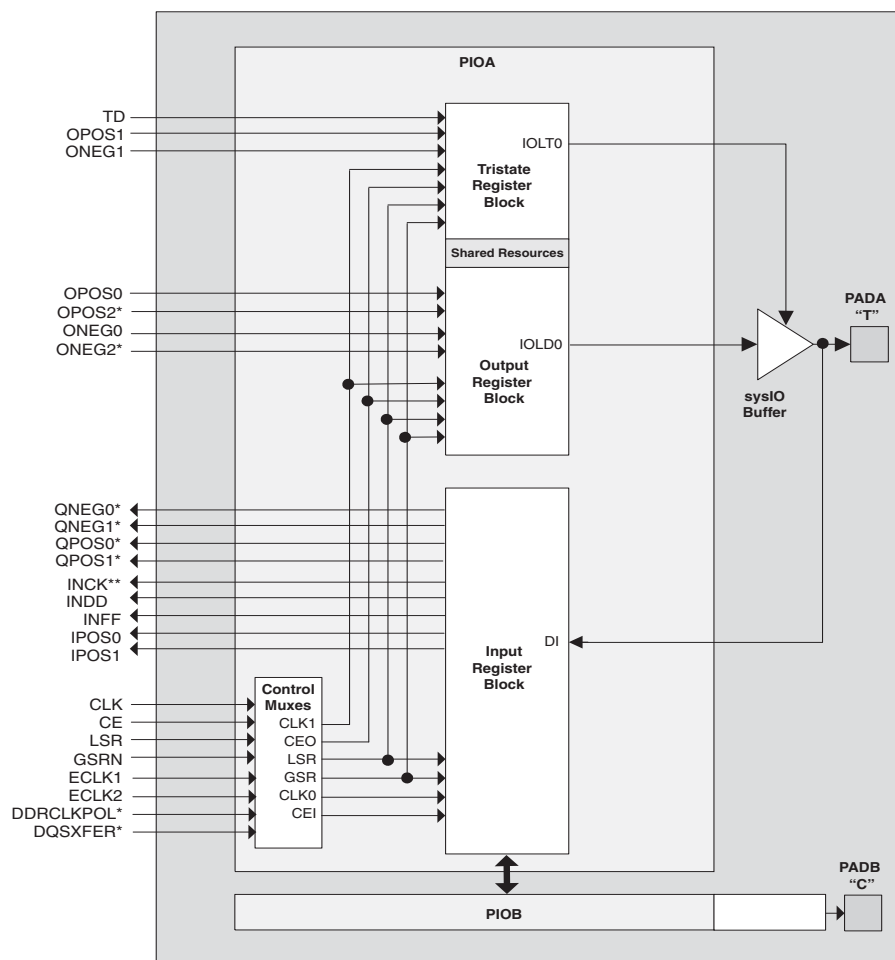 PIOA
TD
OPOS1
ONEG1
IOLT0
Tristate
Register
Block
Shared Resources
OPOS0
OPOS2*
ONEG0
ONEG2*
IOLD0
Output
Register
Block
PADA
“T”
sysIO
Buffer
QNEG0*
QNEG1*
QPOS0*
QPOS1*
INCK**
INDD
INFF
IPOS0
IPOS1
DI
Input
Register
Block
CLK
CE
LSR
GSRN
ECLK1
ECLK2
DDRCLKPOL*
DQSXFER*
Control
Muxes
CLK1
CEO
LSR
GSR
CLK0
CEI
PADB
“C”
PIOB